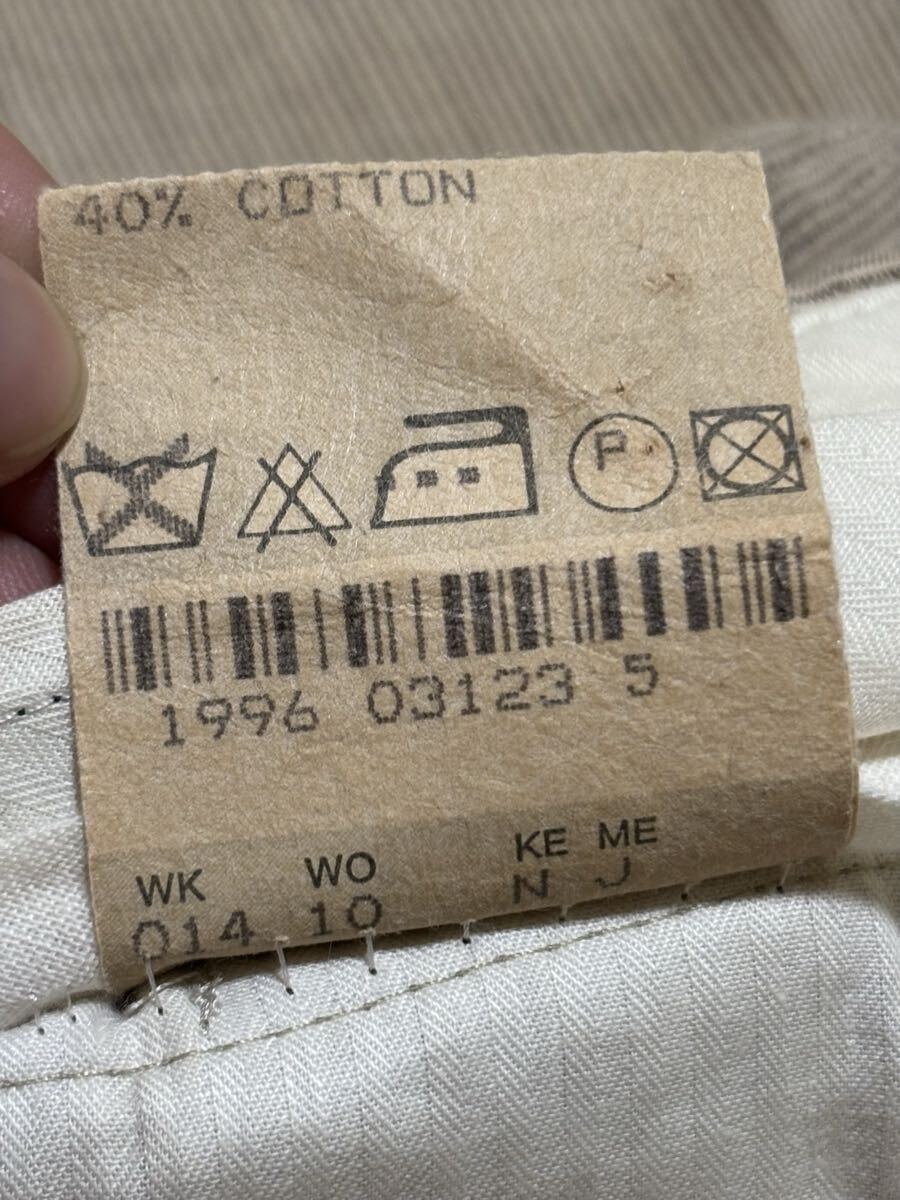 40% COTTON
P
1996 03123 5
WK WO KE ME
014 10 N J